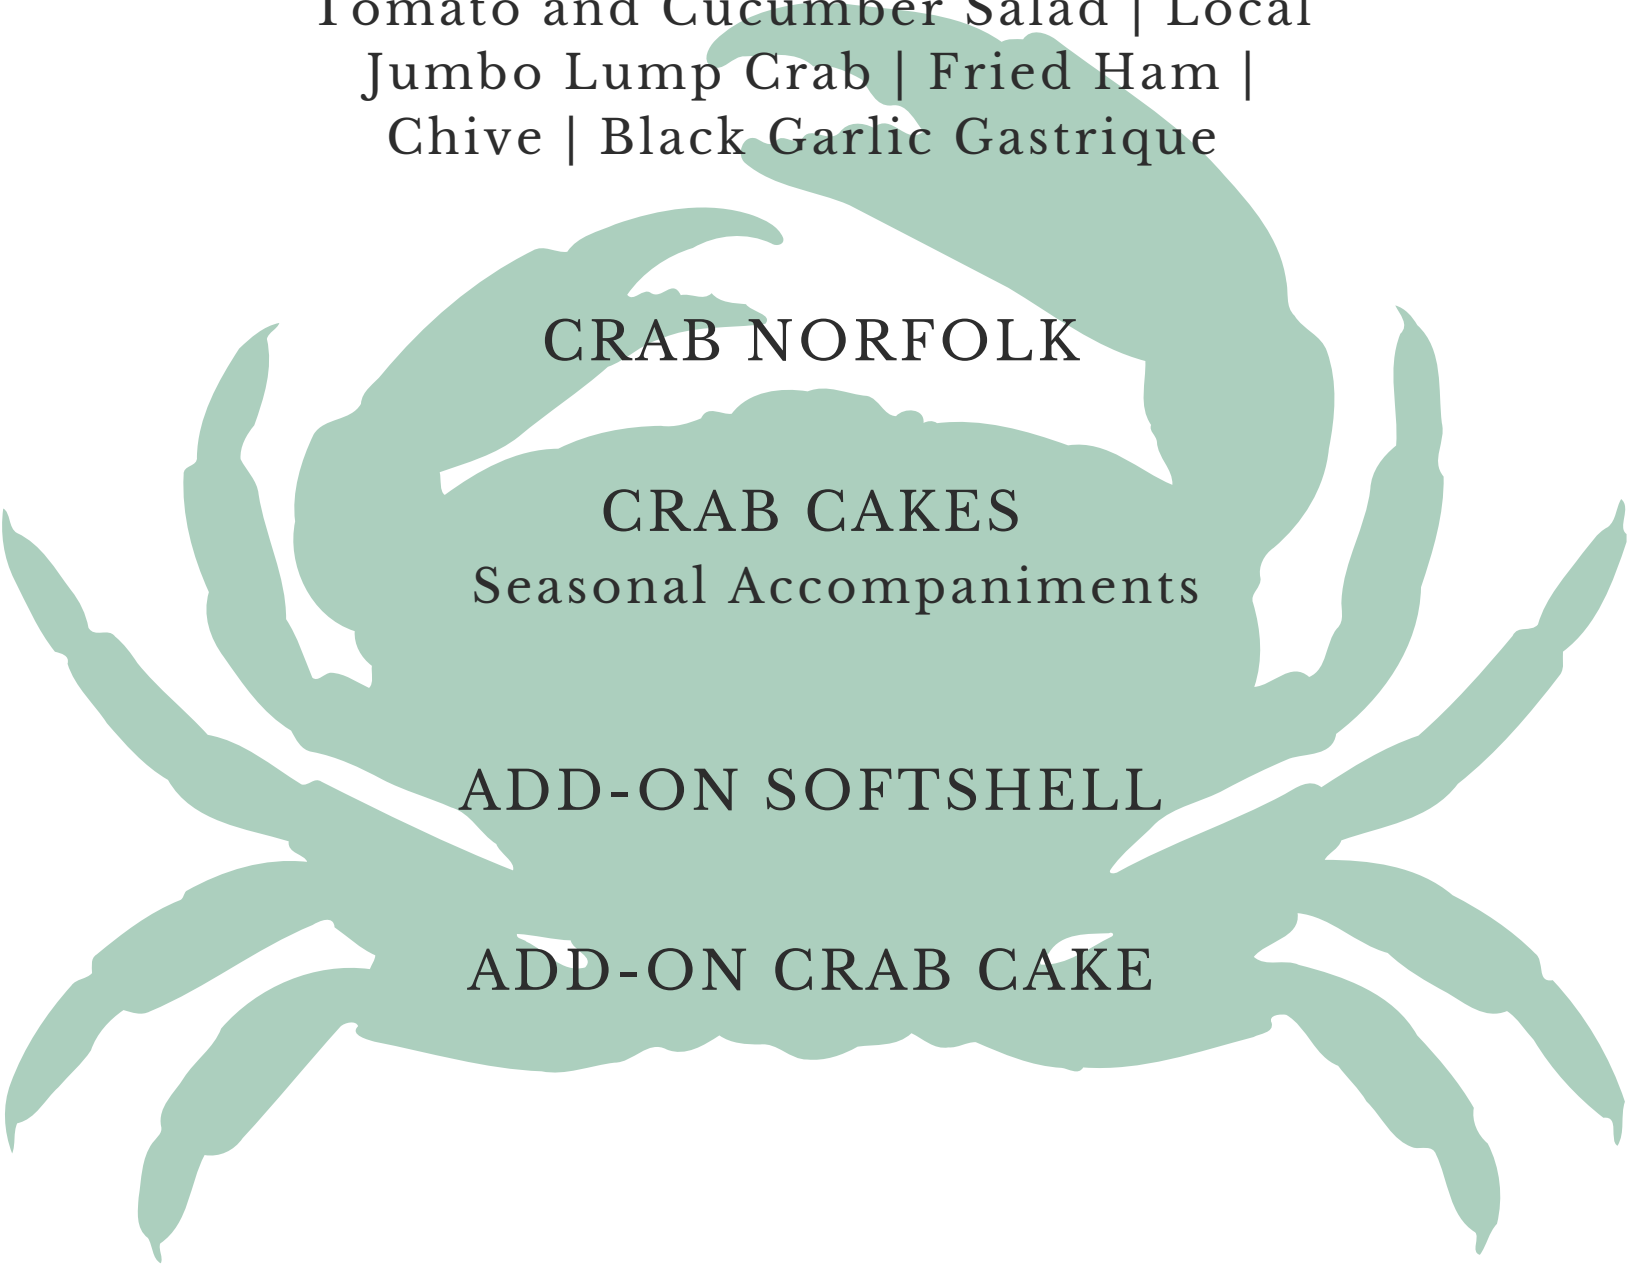 Tomato and Cucumber Salad | Local
Jumbo Lump Crab | Fried Ham |
Chive | Black Garlic Gastrique
CRAB NORFOLK
CRAB CAKES
Seasonal Accompaniments
ADD-ON SOFTSHELL
ADD-ON CRAB CAKE